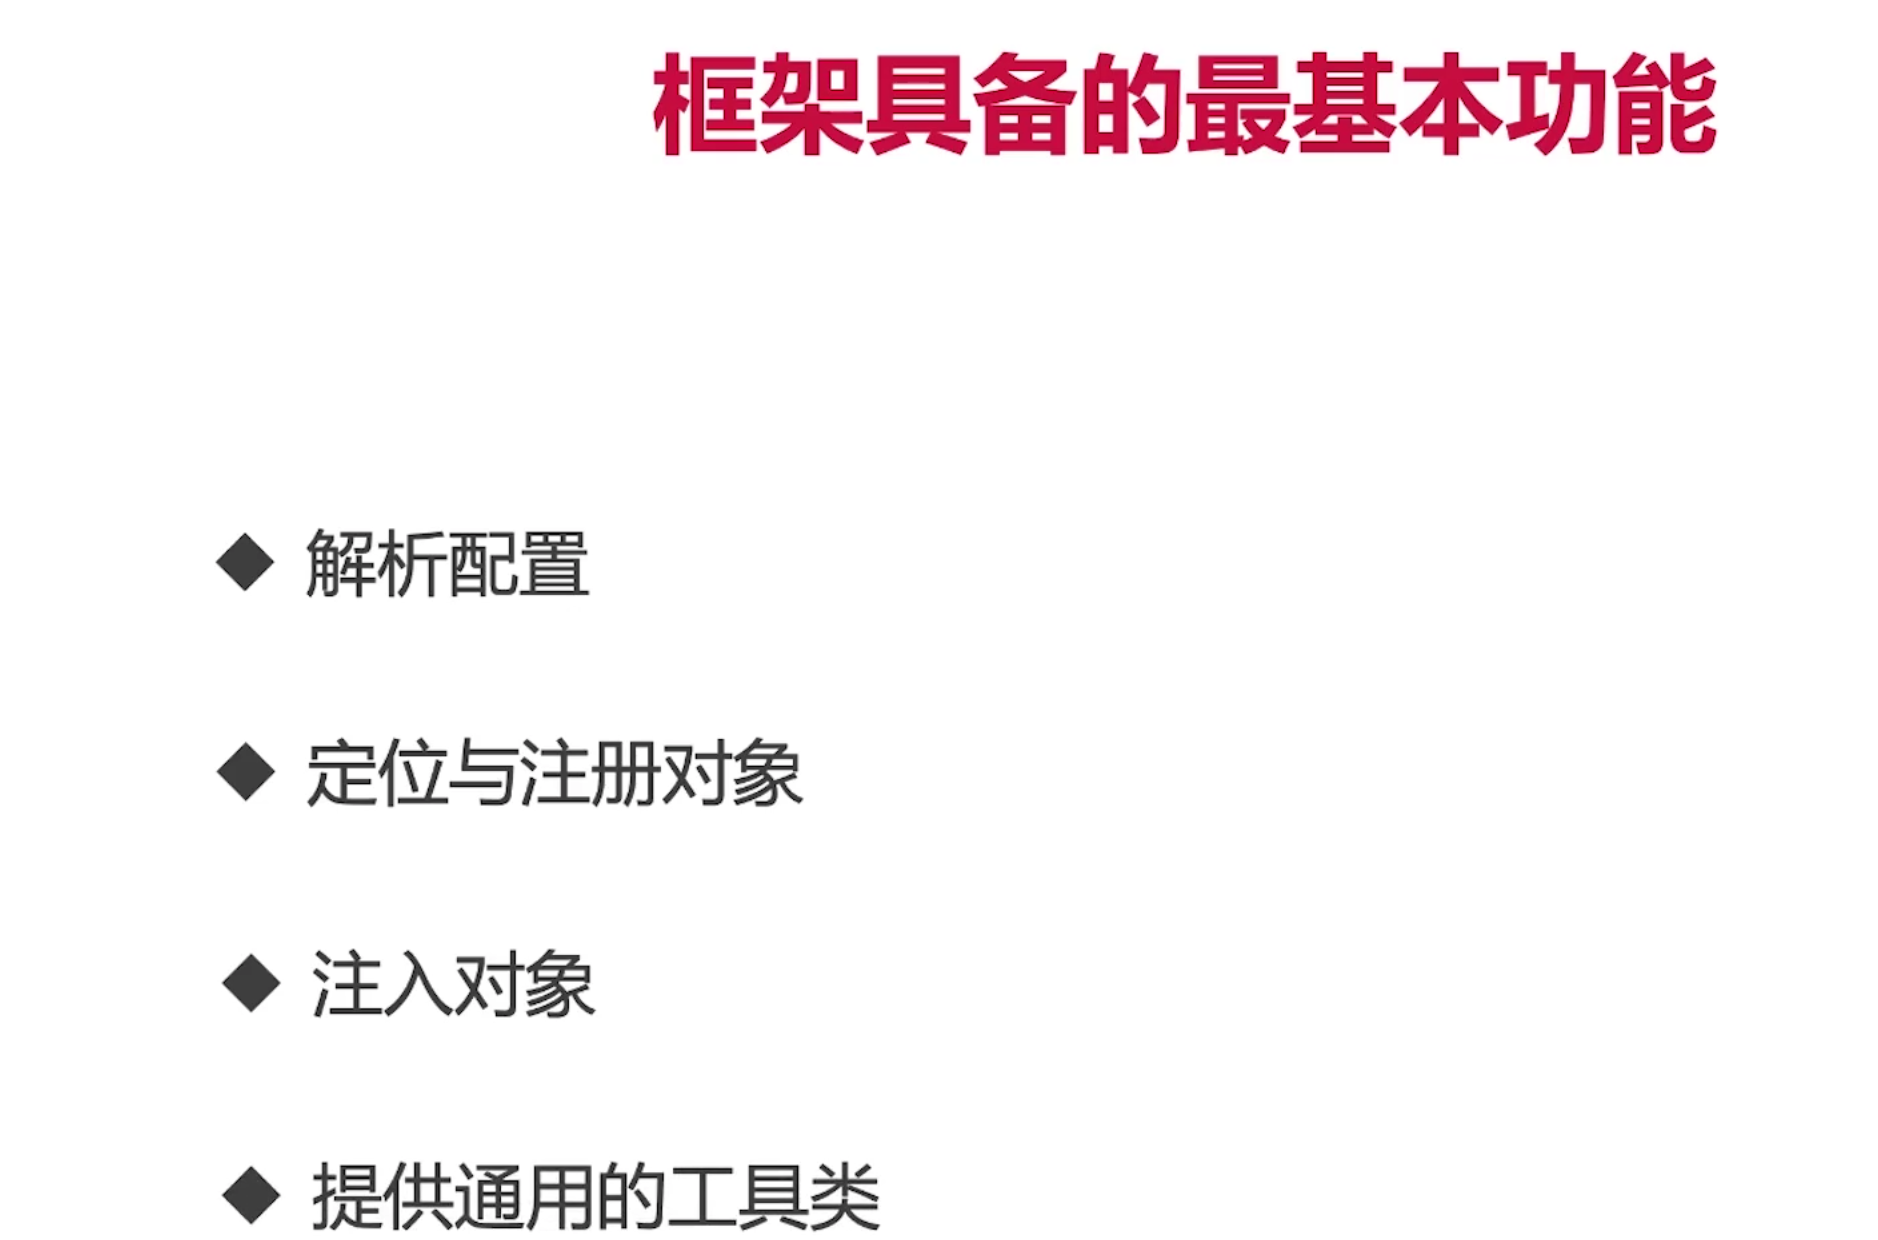 框架具备的最基本功能
◆ 解析配置
◆ 定位与注册对象
◆ 注入对象
◆ 提供通用的工具类